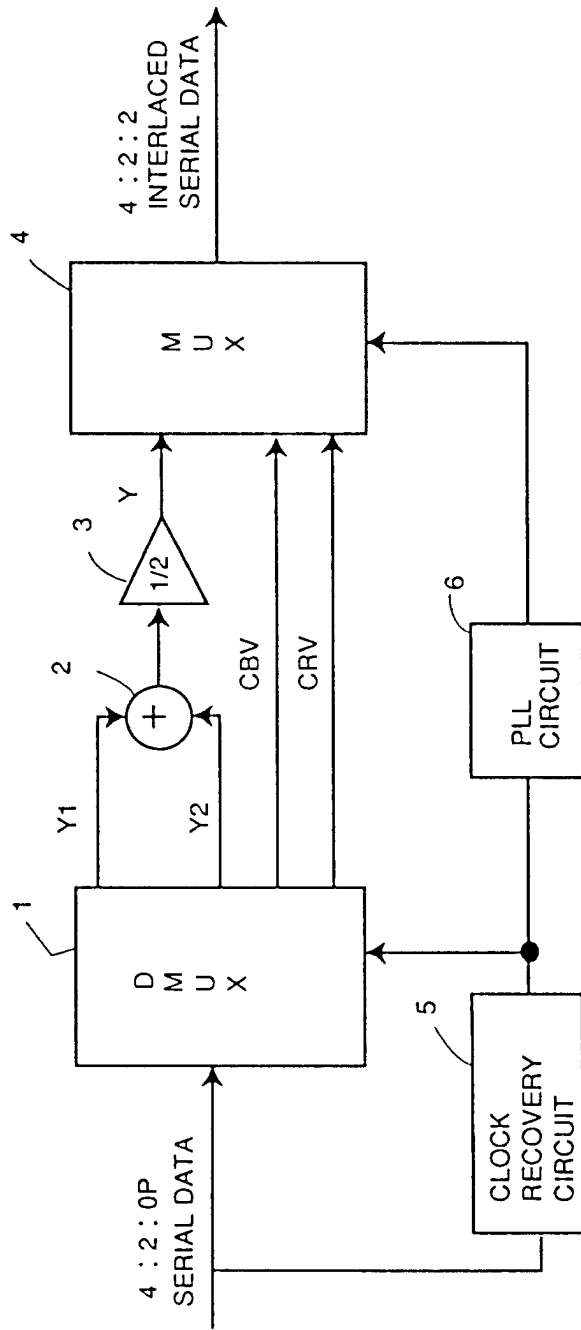 4 : 2 : 0P
SERIAL DATA
1
D
M
U
X
Y1
Y2
2
+
3
1/2
Y
CBV
CRV
4
M
U
X
4 : 2 : 2
INTERLACED
SERIAL DATA
5
CLOCK
RECOVERY
CIRCUIT
6
PLL
CIRCUIT